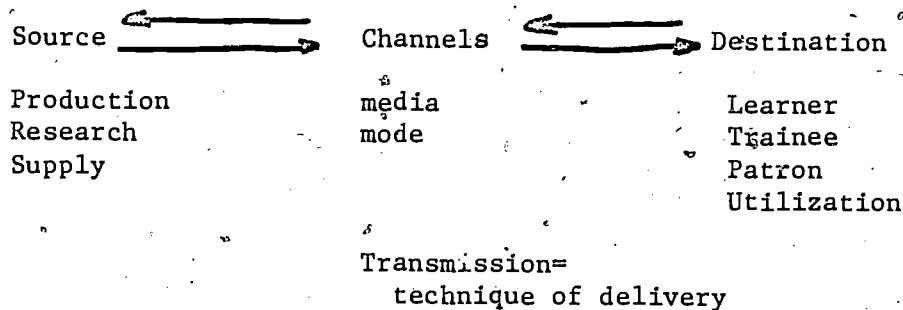 Source Channels Destination
Production media Learner
Research mode Trainee
Supply Patron
Utilization
Transmission=
technique of delivery